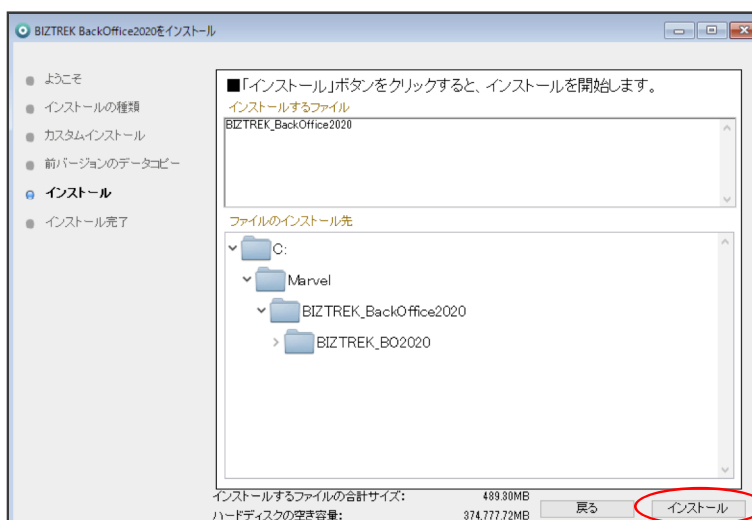 BIZTREK BackOffice2020をインストール
ようこそ
インストールの種類
カスタムインストール
前バージョンのデータコピー
インストール
インストール完了
■「インストール」ボタンをクリックすると、インストールを開始します。
インストールするファイル
BIZTREK_BackOffice2020
ファイルのインストール先
C:
Marvel
BIZTREK_BackOffice2020
BIZTREK_BO2020
インストールするファイルの合計サイズ: 489.30MB
ハードディスクの空き容量: 374,777.72MB
戻る
インストール